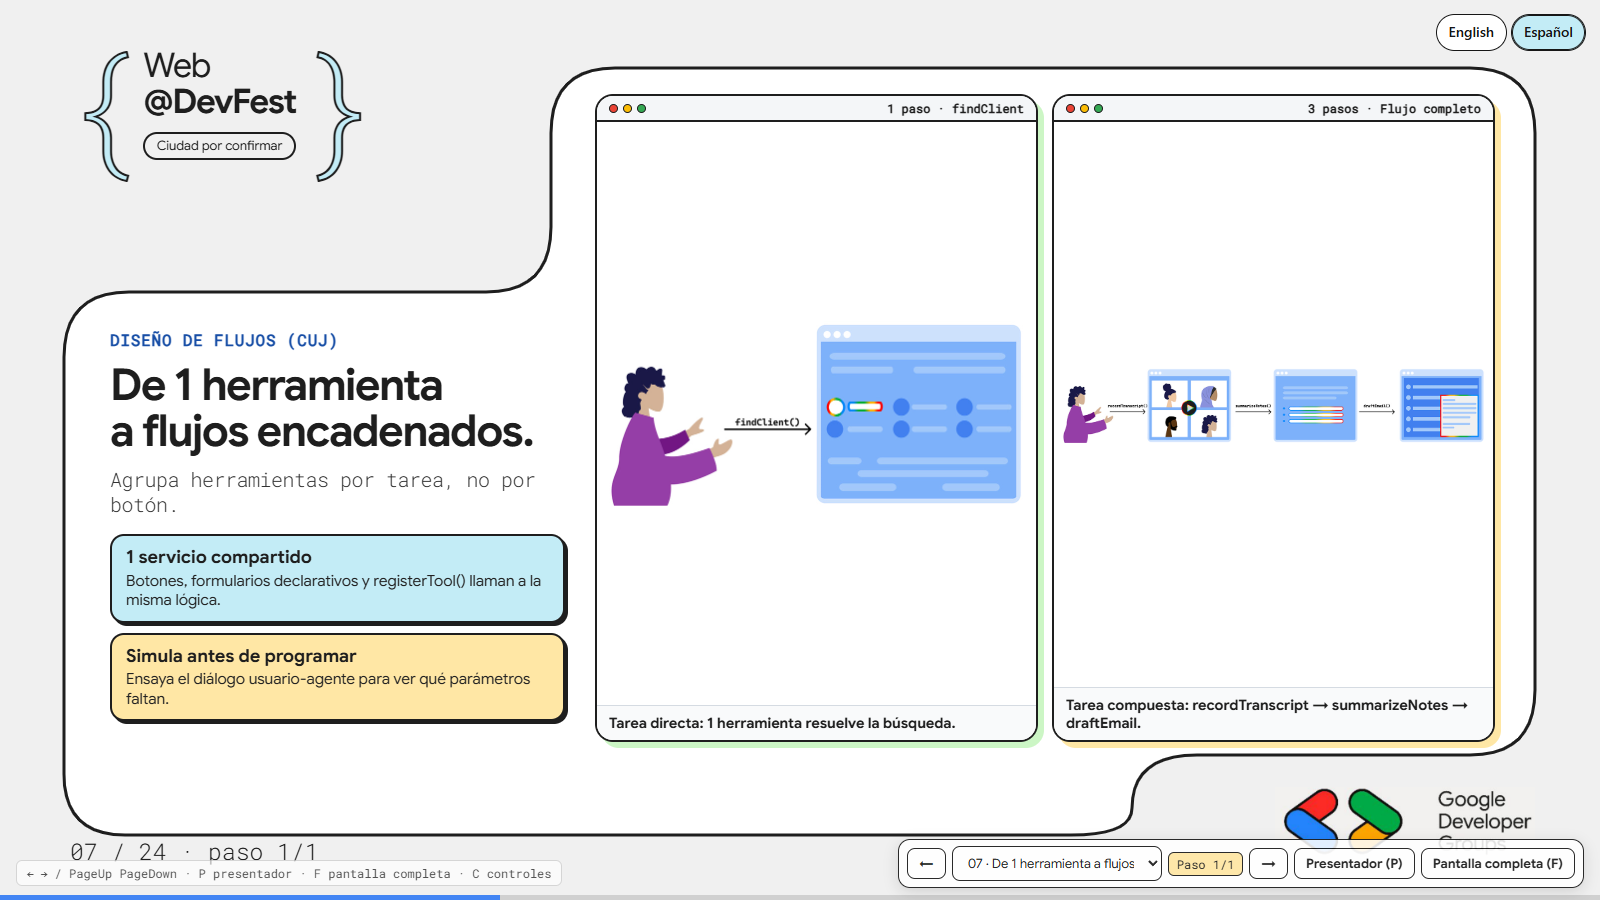 English
Español
Web
@DevFest
Ciudad por confirmar
DISEÑO DE FLUJOS (CUJ)
De 1 herramienta
a flujos encadenados.
Agrupa herramientas por tarea, no por
botón.
1 servicio compartido
Botones, formularios declarativos y registerTool() llaman a la
misma lógica.
Simula antes de programar
Ensaya el diálogo usuario-agente para ver qué parámetros
faltan.
1 paso · findClient
findClient()
Tarea directa: 1 herramienta resuelve la búsqueda.
3 pasos · Flujo completo
recordTranscript()
summarizeNotes()
draftEmail()
Tarea compuesta: recordTranscript → summarizeNotes →
draftEmail.
Google
Developer
Groups
07 / 24 · paso 1/1
← → / PageUp PageDown · P presentador · F pantalla completa · C controles
←
07 · De 1 herramienta a flujos
Paso 1/1
→
Presentador (P)
Pantalla completa (F)